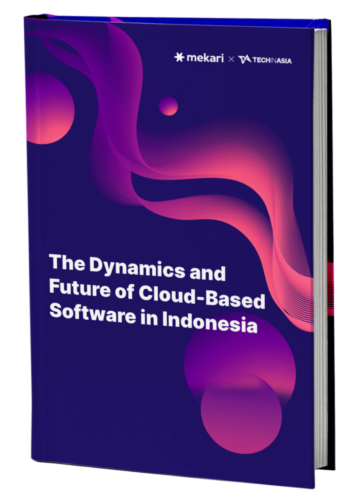 mekari × TECHINASIA
The Dynamics and
Future of Cloud-Based
Software in Indonesia